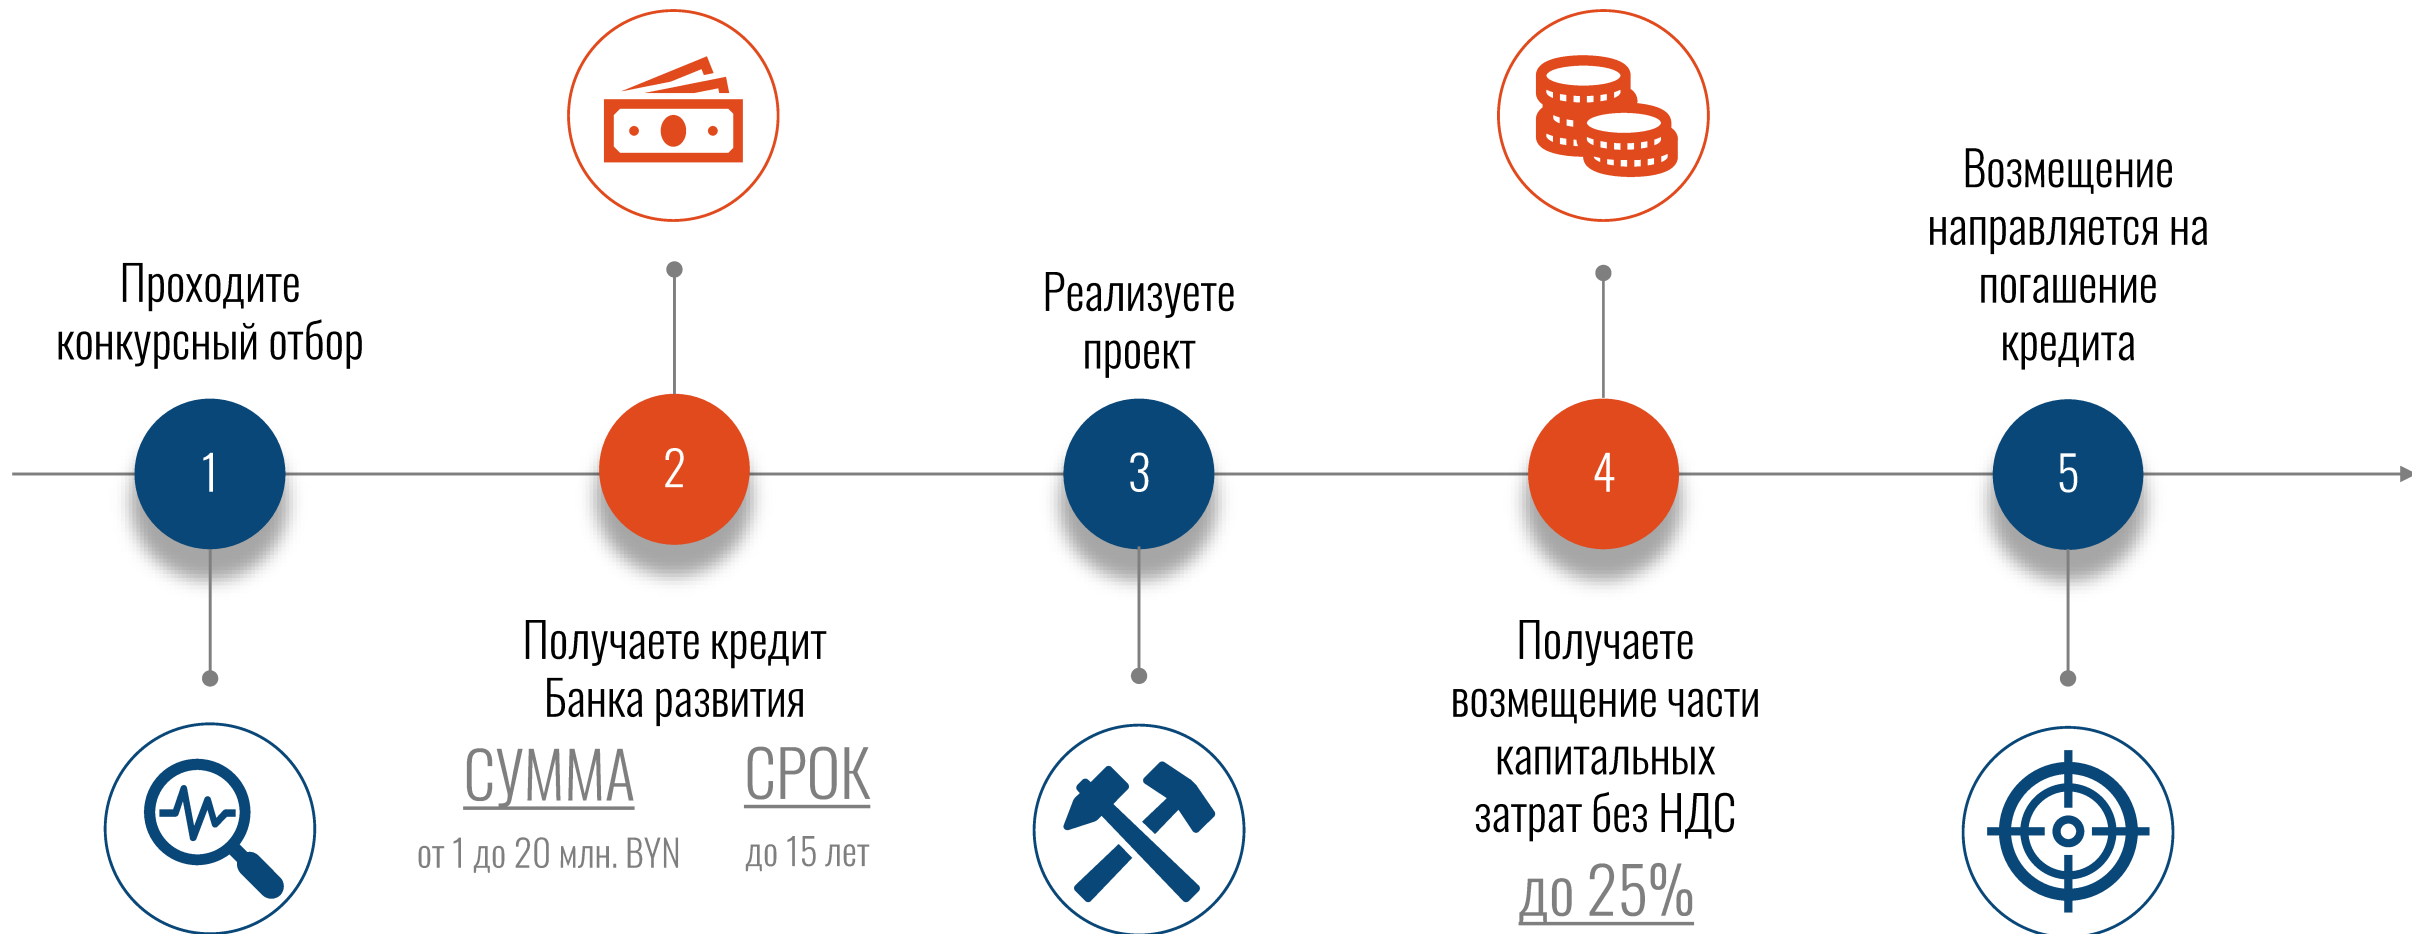 Проходите
конкурсный отбор
1
2
Получаете кредит
Банка развития
СУММА
от 1 до 20 млн. BYN
СРОК
до 15 лет
Реализуете
проект
3
4
Получаете
возмещение части
капитальных
затрат без НДС
до 25%
Возмещение
направляется на
погашение
кредита
5